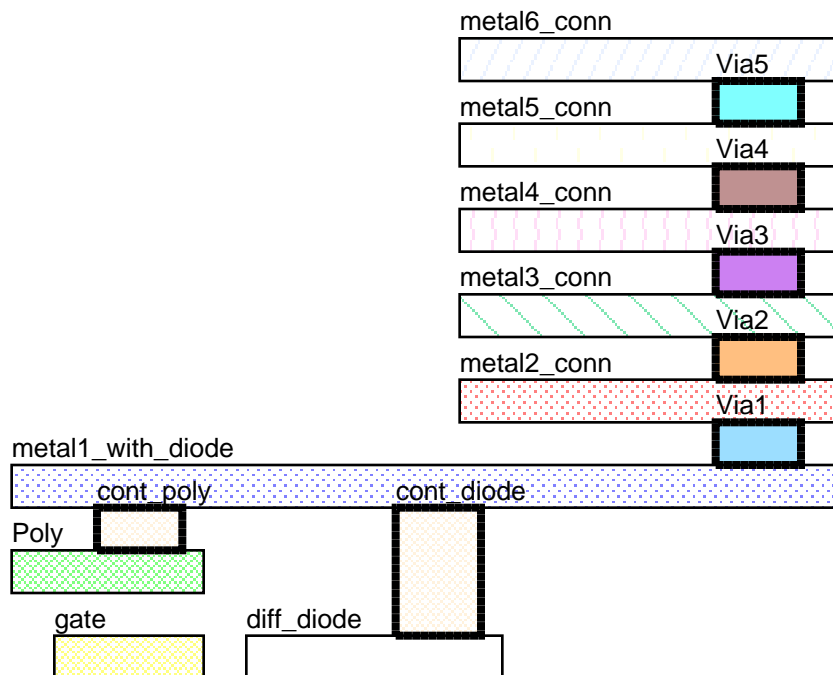 metal6_conn
Via5
metal5_conn
Via4
metal4_conn
Via3
metal3_conn
Via2
metal2_conn
Via1
metal1_with_diode
cont_poly
cont_diode
Poly
gate
diff_diode